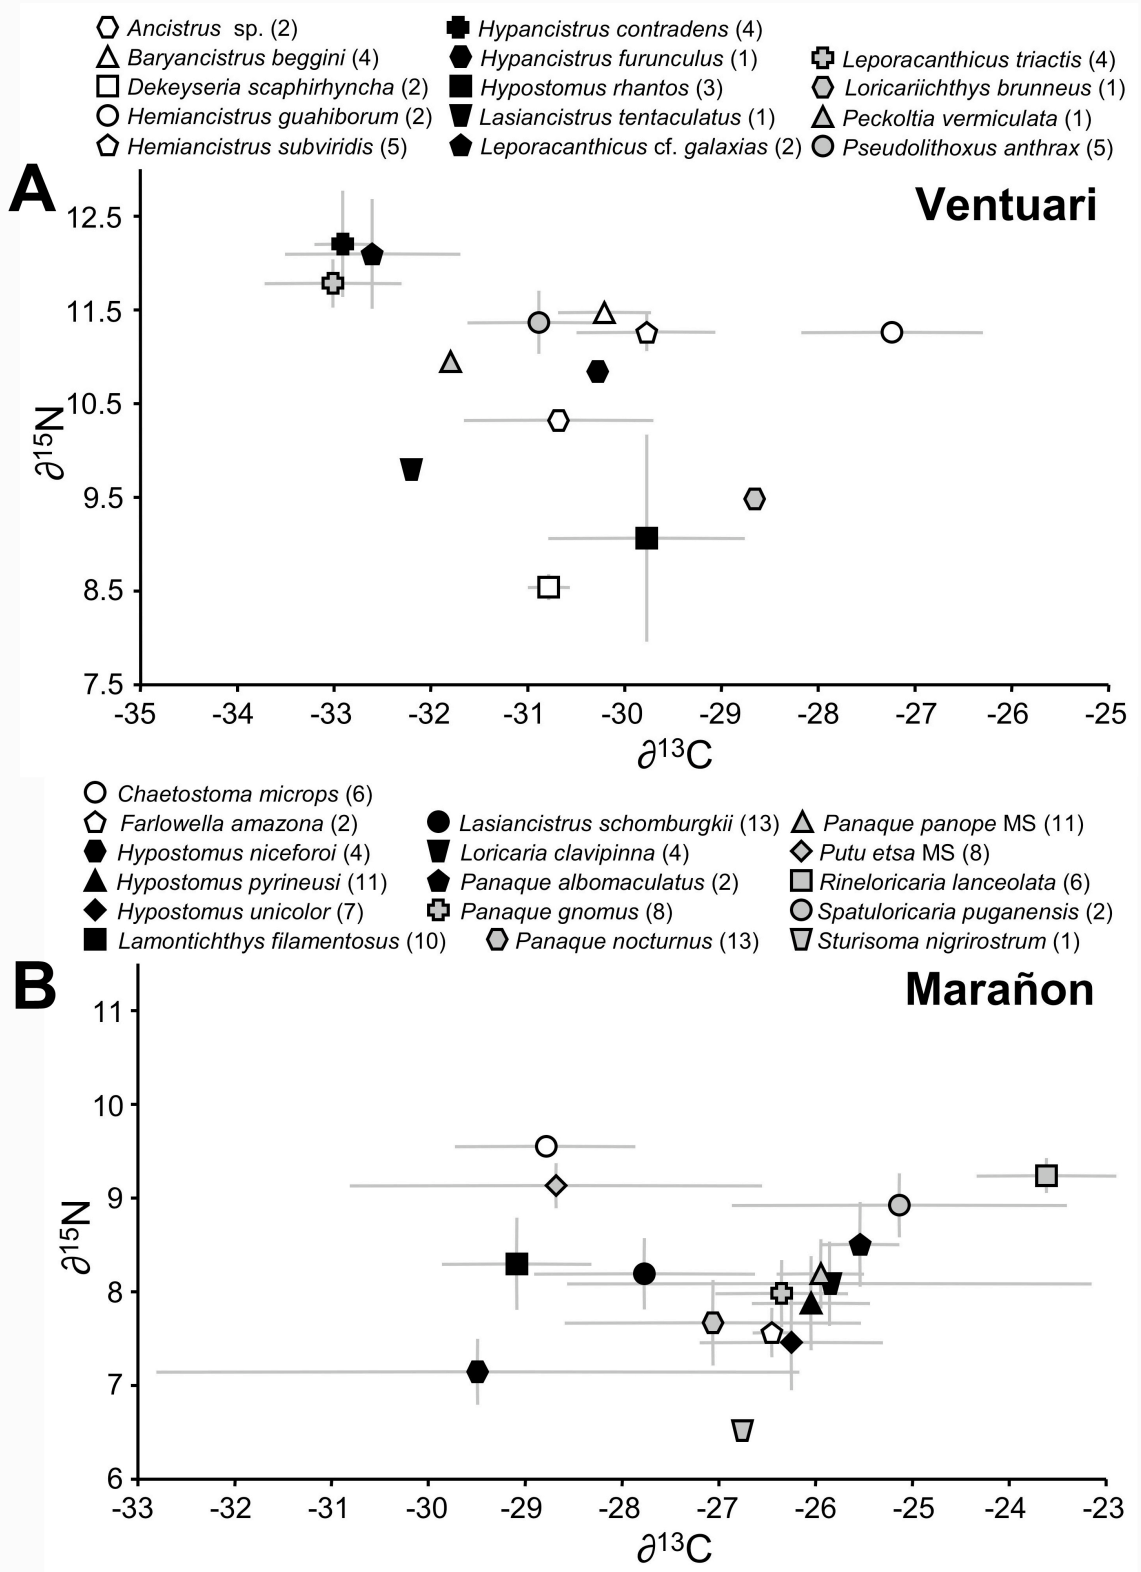 Ancistrus sp. (2)
Baryancistrus beggini (4)
Dekeyseria scaphirhyncha (2)
Hemiancistrus guahiborum (2)
Hemiancistrus subviridis (5)
Hypancistrus contradens (4)
Hypancistrus furunculus (1)
Hypostomus rhantos (3)
Lasiancistrus tentaculatus (1)
Leporacanthicus cf. galaxias (2)
Leporacanthicus triactis (4)
Loricariichthys brunneus (1)
Peckoltia vermiculata (1)
Pseudolithoxus anthrax (5)
A
Ventuari
12.5
11.5
10.5
9.5
8.5
7.5
∂15N
-35 -34 -33 -32 -31 -30 -29 -28 -27 -26 -25
∂13C
Chaetostoma microps (6)
Farlowella amazona (2)
Hypostomus niceforoi (4)
Hypostomus pyrineusi (11)
Hypostomus unicolor (7)
Lamontichthys filamentosus (10)
Lasiancistrus schomburgkii (13)
Loricaria clavipinna (4)
Panaque albomaculatus (2)
Panaque gnomus (8)
Panaque nocturnus (13)
Panaque panope MS (11)
Putu etsa MS (8)
Rineloricaria lanceolata (6)
Spatuloricaria puganensis (2)
Sturisoma nigrirostrum (1)
B
Marañon
11
10
9
8
7
6
∂15N
-33 -32 -31 -30 -29 -28 -27 -26 -25 -24 -23
∂13C